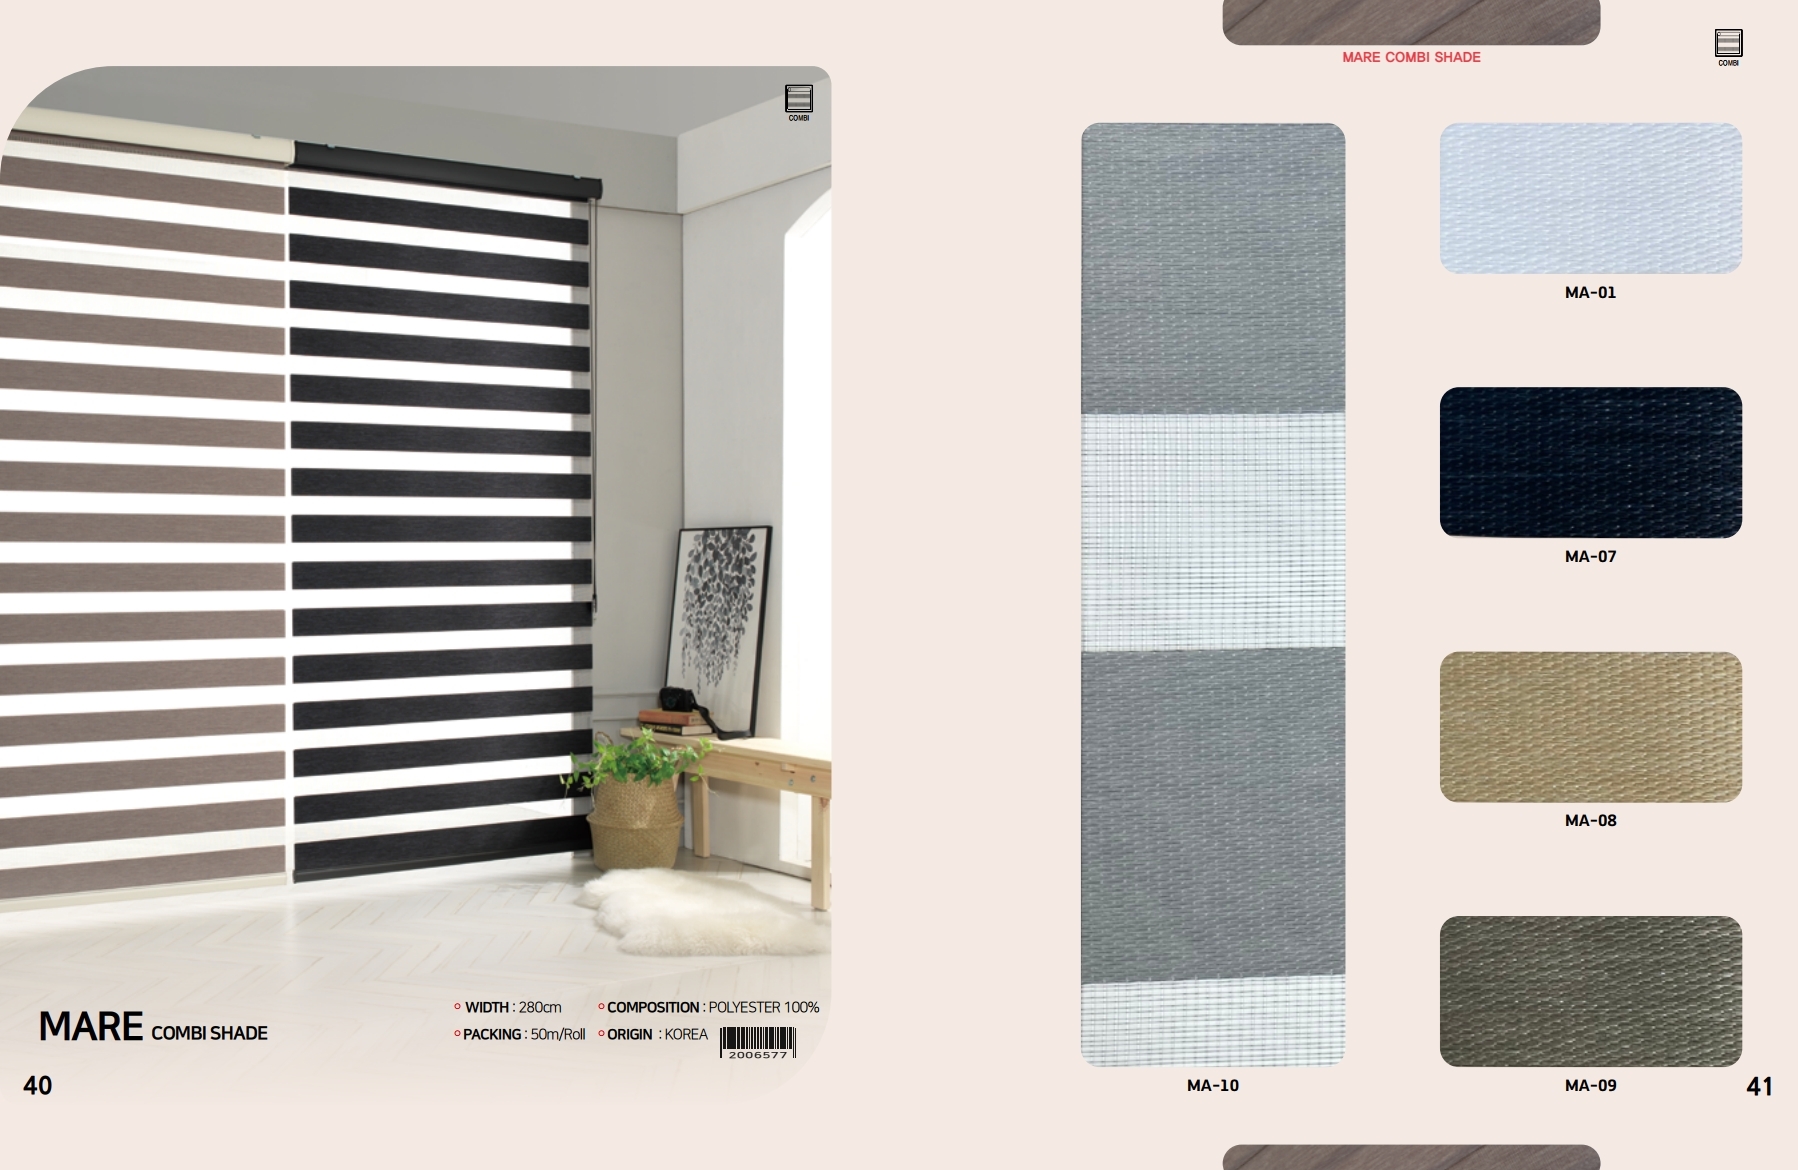 COMBI
MARE COMBI SHADE
WIDTH : 280cm
COMPOSITION : POLYESTER 100%
PACKING : 50m/Roll
ORIGIN : KOREA
2006577
40
MARE COMBI SHADE
COMBI
MA-01
MA-07
MA-08
MA-10
MA-09
41